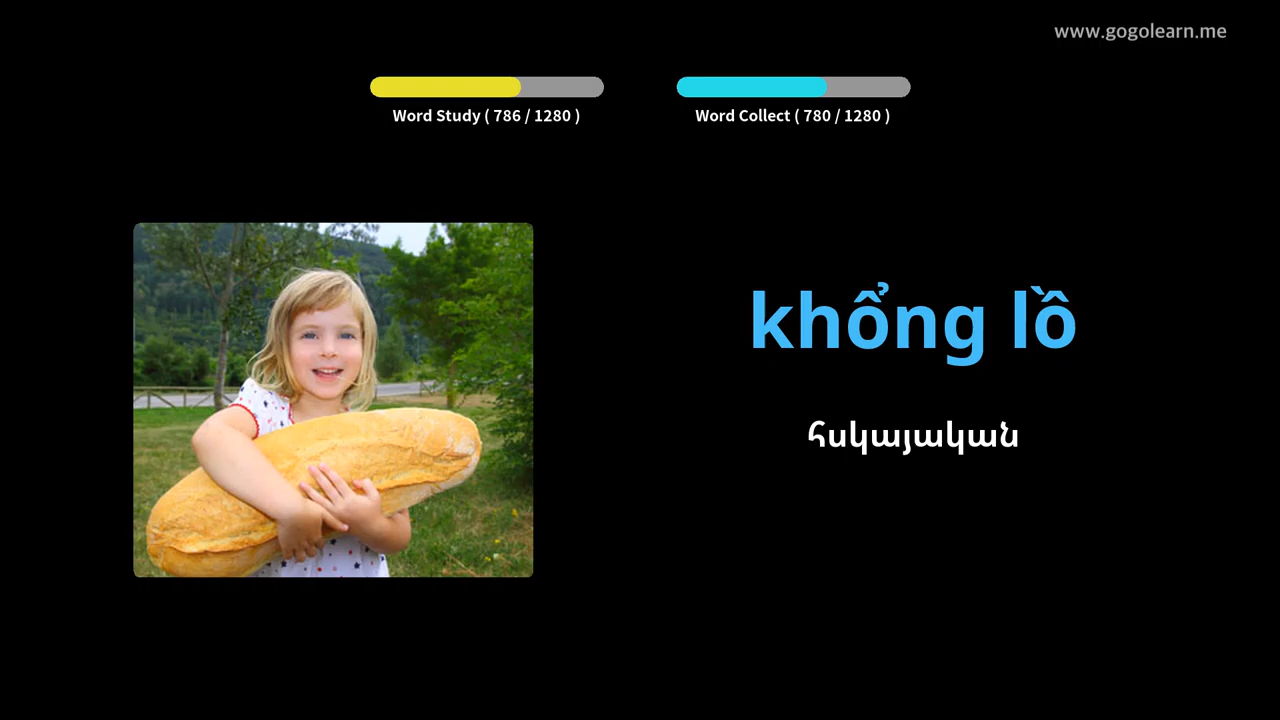 www.gogolearn.me
Word Study ( 786 / 1280 )
Word Collect ( 780 / 1280 )
khổng lồ
հսկայական